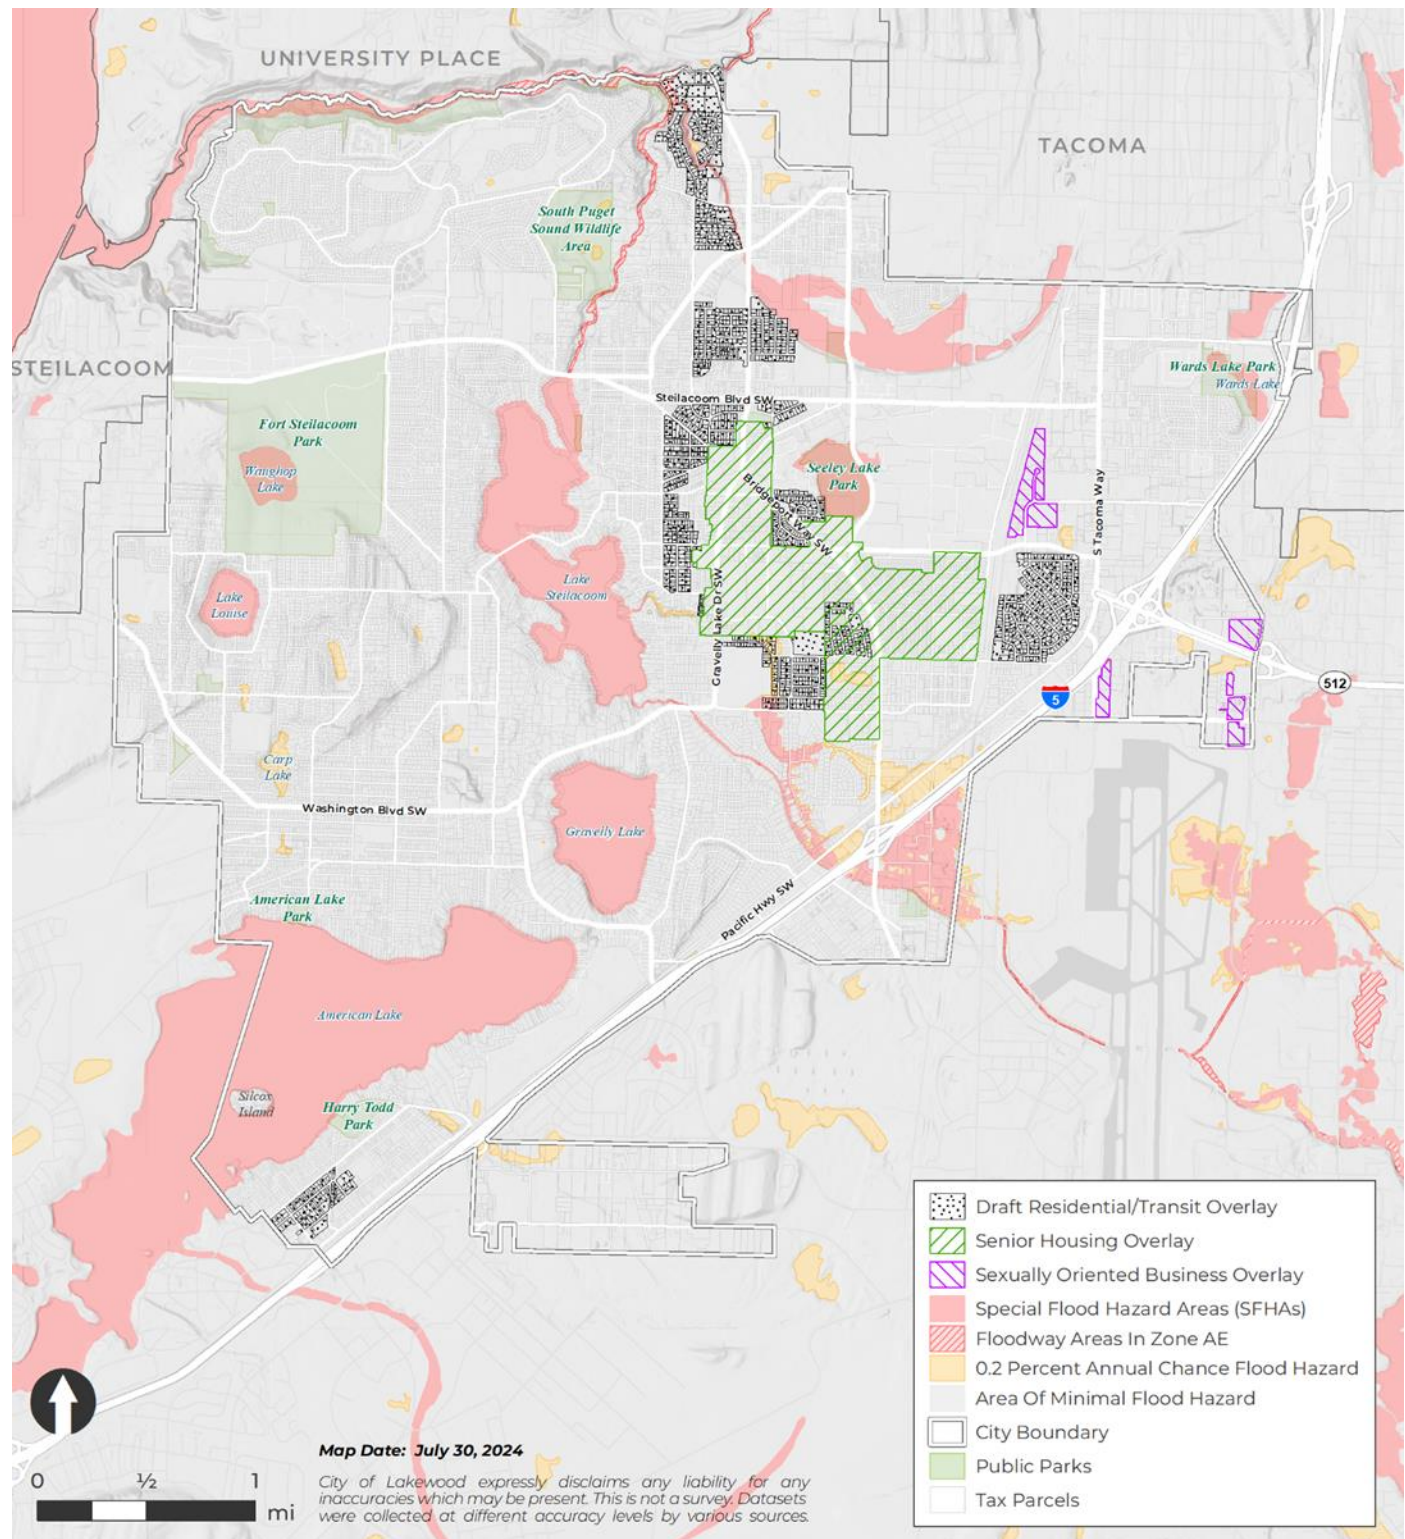 UNIVERSITY PLACE
TACOMA
South Puget
Sound Wildlife
Area
STEILACOOM
Wards Lake Park
Wards Lake
Steilacoom Blvd SW
Fort Steilacoom
Park
Waughop
Lake
Seeley Lake
Park
Bridgeport Way SW
S Tacoma Way
Lake
Steilacoom
Lake
Louise
Gravelly Lake Dr SW
512
5
Carp
Lake
Washington Blvd SW
Gravelly Lake
Pacific Hwy SW
American Lake
Park
American Lake
Silcox
Island
Harry Todd
Park
Draft Residential/Transit Overlay
Senior Housing Overlay
Sexually Oriented Business Overlay
Special Flood Hazard Areas (SFHAs)
Floodway Areas In Zone AE
0.2 Percent Annual Chance Flood Hazard
Area Of Minimal Flood Hazard
City Boundary
Public Parks
Tax Parcels
Map Date: July 30, 2024
City of Lakewood expressly disclaims any liability for any
inaccuracies which may be present. This is not a survey. Datasets
were collected at different accuracy levels by various sources.
0 ½ 1
mi